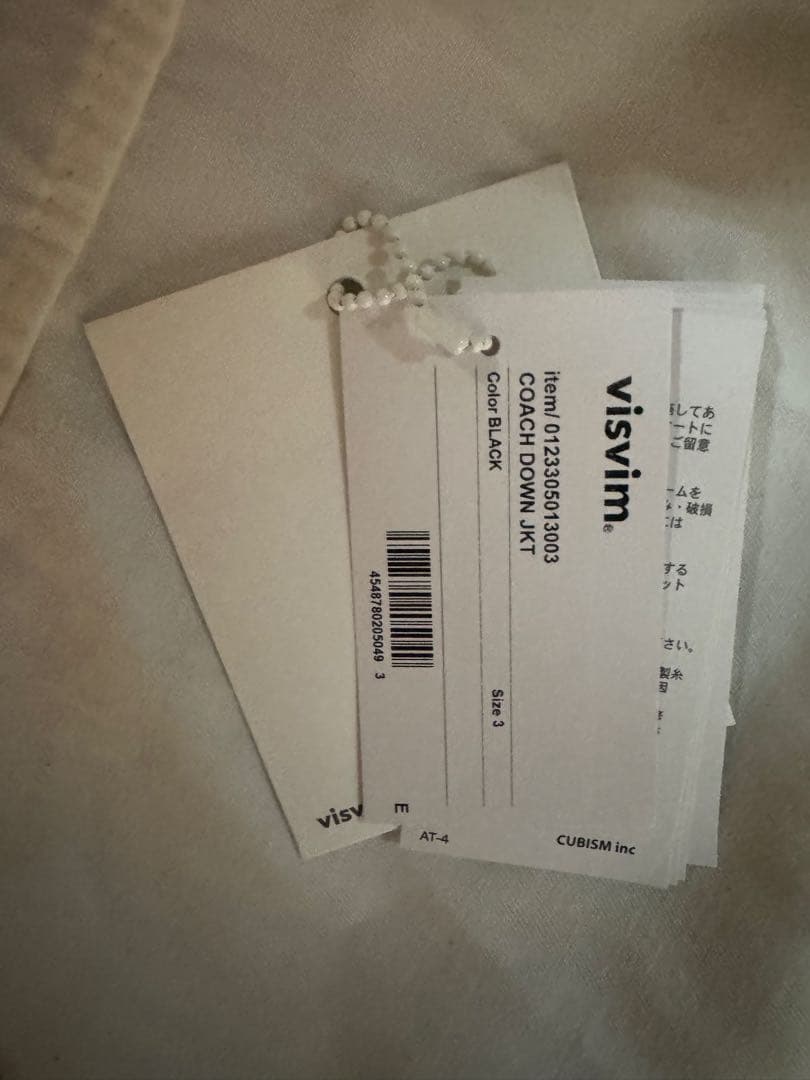 visvim®
item/ 0123305013003
COACH DOWN JKT
Color BLACK
Size 3
4548780205049 3
E
AT-4
CUBISM inc
visv
してあ
ートに
ご留意
ームを
・破損
には
する
ット
さい。
製糸
因